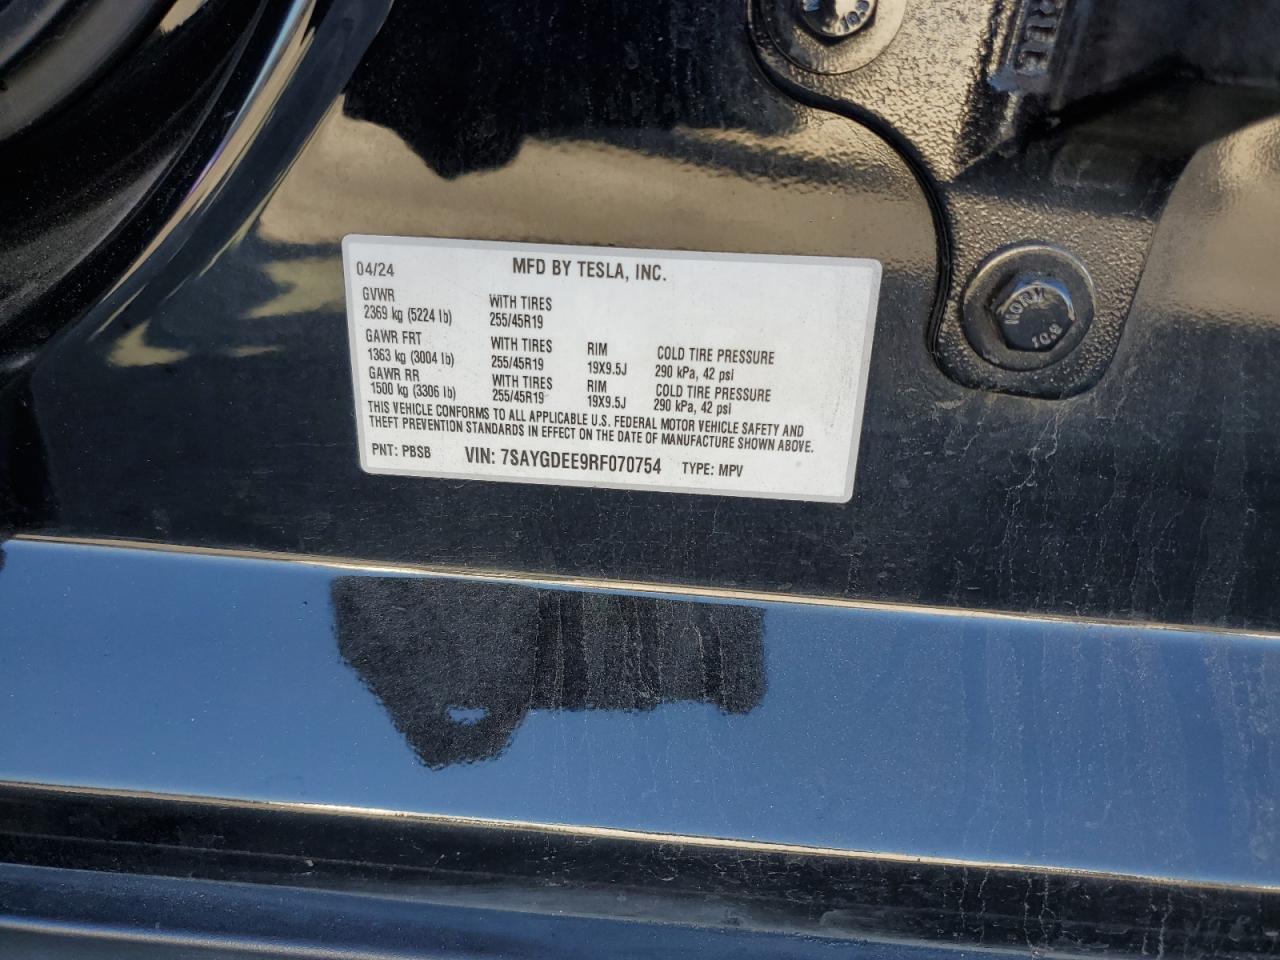 04/24 MFD BY TESLA, INC.
GVWR WITH TIRES
2369 kg (5224 lb) 255/45R19
GAWR FRT WITH TIRES RIM COLD TIRE PRESSURE
1363 kg (3004 lb) 255/45R19 19X9.5J 290 kPa, 42 psi
GAWR RR WITH TIRES RIM COLD TIRE PRESSURE
1500 kg (3306 lb) 255/45R19 19X9.5J 290 kPa, 42 psi
THIS VEHICLE CONFORMS TO ALL APPLICABLE U.S. FEDERAL MOTOR VEHICLE SAFETY AND
THEFT PREVENTION STANDARDS IN EFFECT ON THE DATE OF MANUFACTURE SHOWN ABOVE.
PNT: PBSB VIN: 7SAYGDEE9RF070754 TYPE: MPV
NORM
109